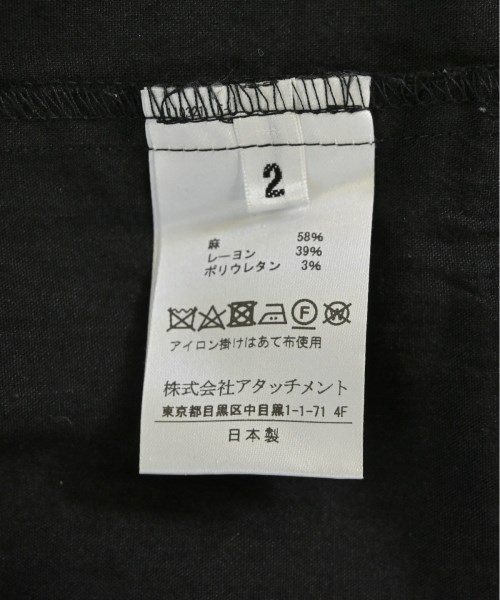 2
麻 58%
レーヨン 39%
ポリウレタン 3%
F W
アイロン掛けはあて布使用
株式会社アタッチメント
東京都目黒区中目黒1-1-71 4F
日本製